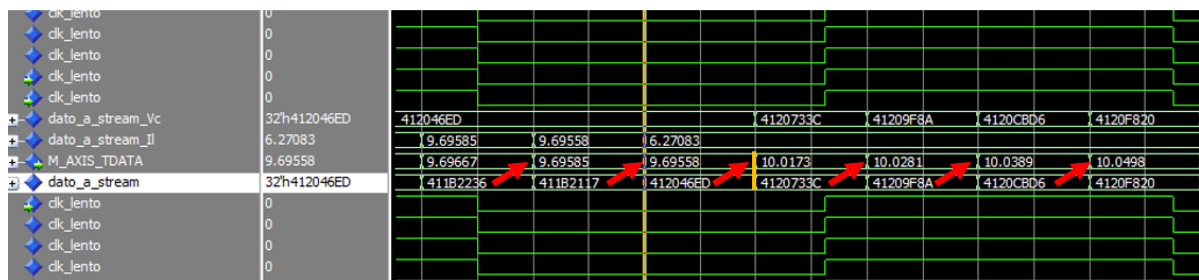 clk_lento 0
clk_lento 0
clk_lento 0
clk_lento 0
clk_lento 0
dato_a_stream_Vc 32'h412046ED 412046ED 4120733C 41209F8A 4120CBD6 4120F820
dato_a_stream_Il 6.27083 9.69585 9.69558 6.27083
M_AXIS_TDATA 9.69558 9.69667 9.69585 9.69558 10.0173 10.0281 10.0389 10.0498
dato_a_stream 32'h412046ED 411B2236 411B2117 412046ED 4120733C 41209F8A 4120CBD6 4120F820
clk_lento 0
clk_lento 0
clk_lento 0
clk_lento 0